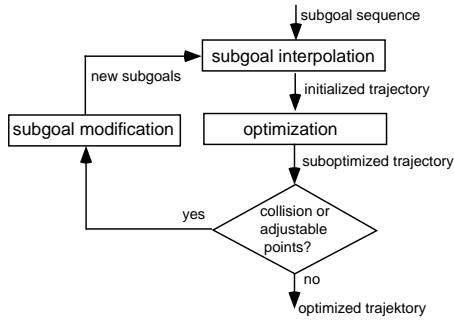 subgoal sequence
subgoal interpolation
new subgoals
initialized trajectory
subgoal modification
optimization
suboptimized trajectory
yes
collision or
adjustable
points?
no
optimized trajektory